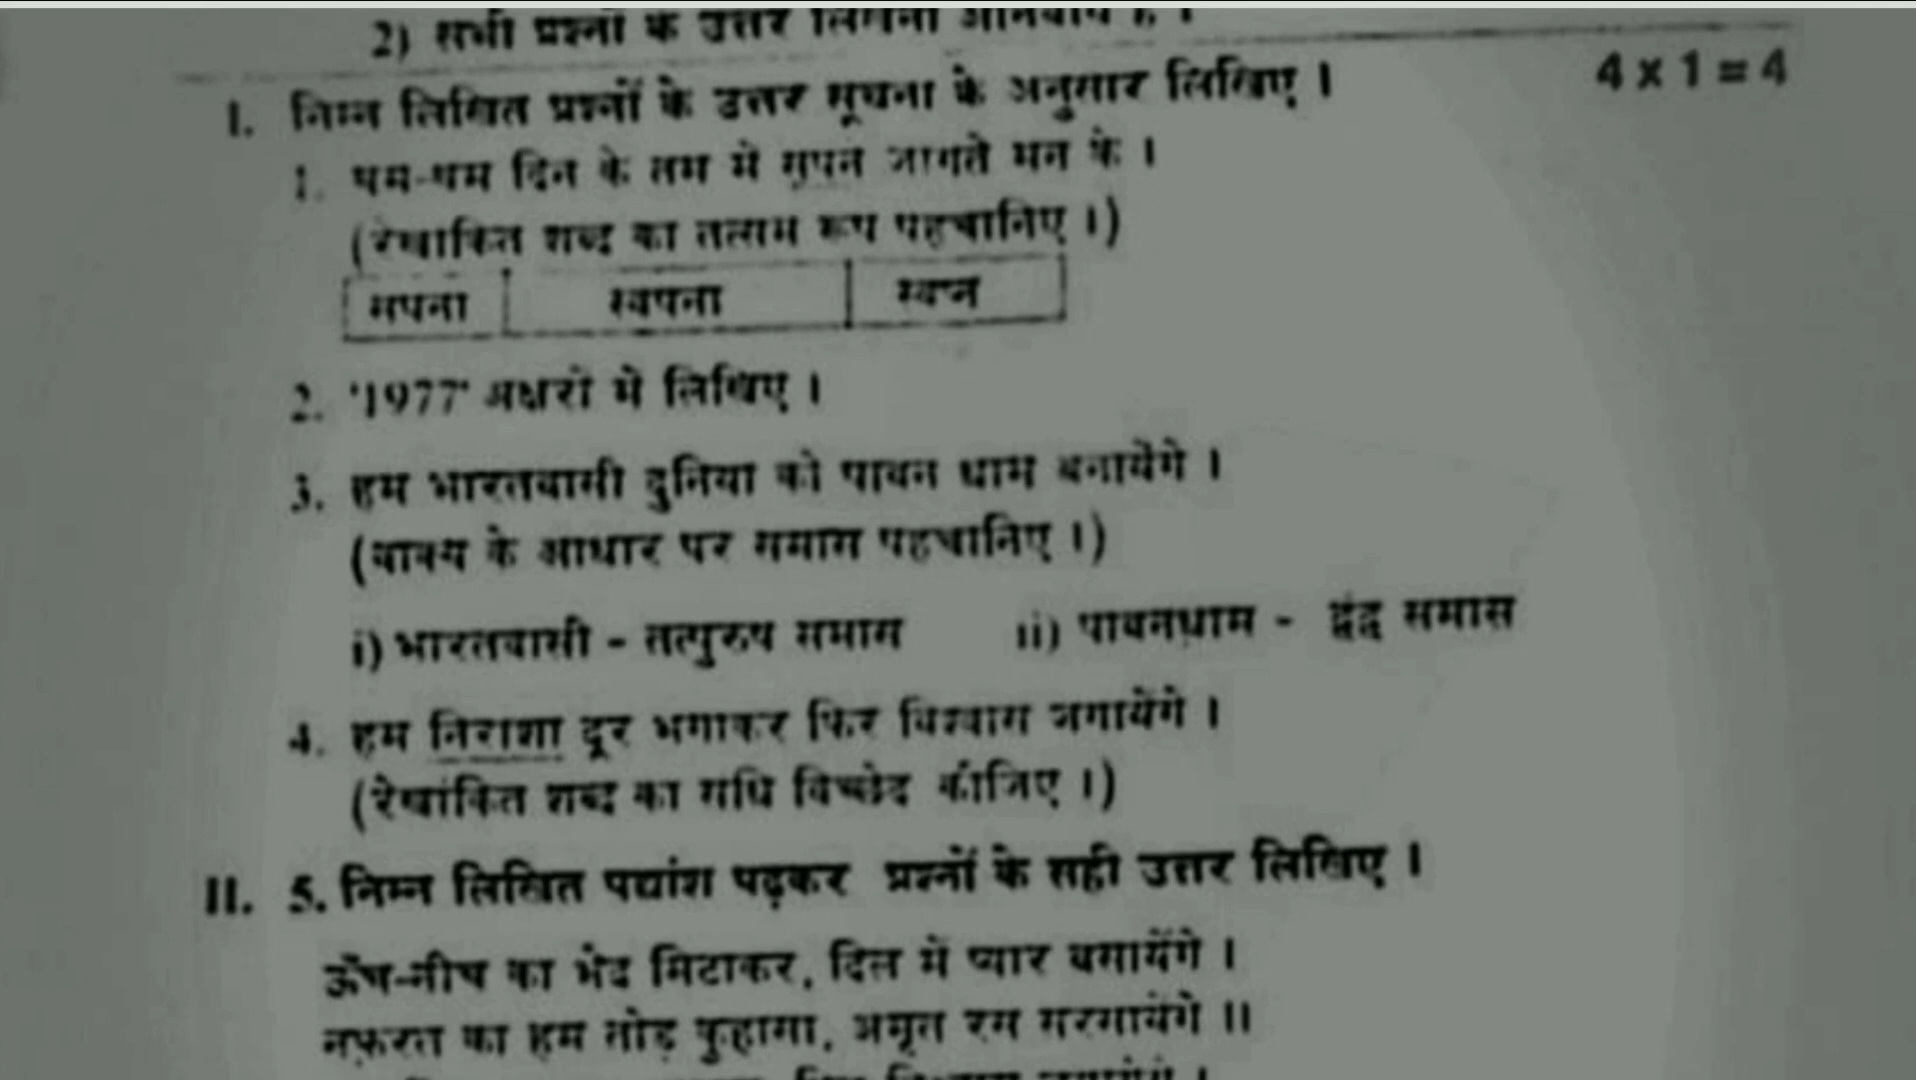 2) सभी प्रश्नों के उत्तर लिखना अनिवार्य है ।
I. निम्न लिखित प्रश्नों के उत्तर सूचना के अनुसार लिखिए । 4 x 1 = 4
1. थम-थम दिन के तम में सुपने जागते मन के ।
(रेखांकित शब्द का तत्सम रूप पहचानिए ।)
सपना स्वपना स्वप्न
2. '1977' अक्षरों में लिखिए ।
3. हम भारतवासी दुनिया को पावन धाम बनायेंगे ।
(वाक्य के आधार पर समास पहचानिए ।)
i) भारतवासी - तत्पुरुष समास ii) पावनधाम - द्वंद्व समास
4. हम निराशा दूर भगाकर फिर विश्वास जगायेंगे ।
(रेखांकित शब्द का संधि विच्छेद कीजिए ।)
II. 5. निम्न लिखित पद्यांश पढ़कर प्रश्नों के सही उत्तर लिखिए ।
ऊँच-नीच का भेद मिटाकर, दिल में प्यार बसायेंगे ।
नफ़रत का हम तोड़ कुहासा, अमृत रस सरसायेंगे ।।